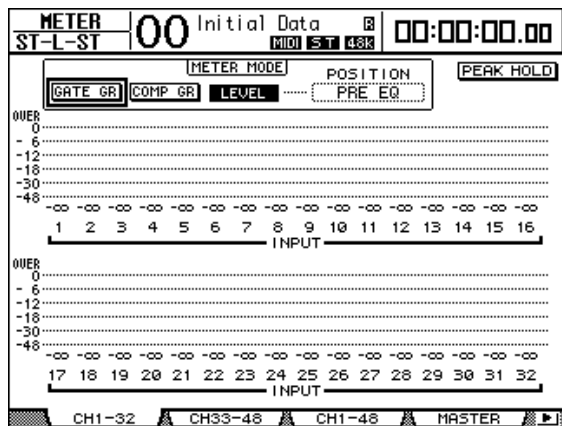 METER
ST-L-ST
00 Initial Data R
MIDI ST 48K
00:00:00.00
METER MODE
POSITION
PEAK HOLD
GATE GR COMP GR LEVEL PRE EQ
OVER
0
- 6
-12
-18
-30
-48
-∞ -∞ -∞ -∞ -∞ -∞ -∞ -∞ -∞ -∞ -∞ -∞ -∞ -∞ -∞ -∞
1 2 3 4 5 6 7 8 9 10 11 12 13 14 15 16
INPUT
OVER
0
- 6
-12
-18
-30
-48
-∞ -∞ -∞ -∞ -∞ -∞ -∞ -∞ -∞ -∞ -∞ -∞ -∞ -∞ -∞ -∞
17 18 19 20 21 22 23 24 25 26 27 28 29 30 31 32
INPUT
CH1-32 CH33-48 CH1-48 MASTER